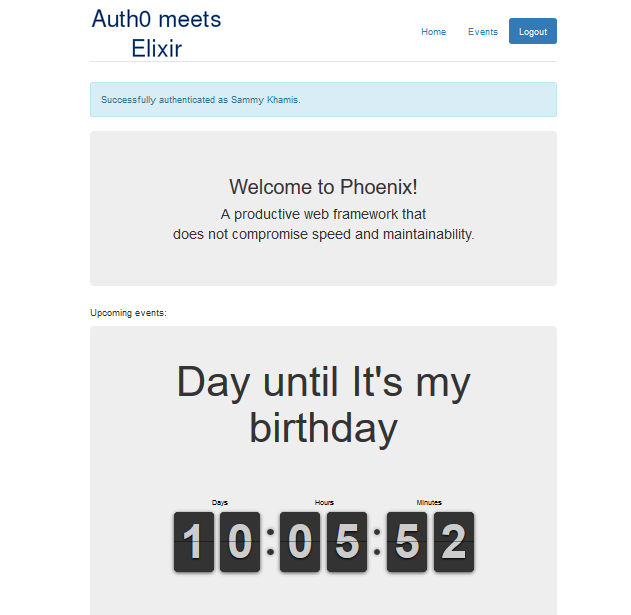 Auth0 meets
Elixir
Home Events Logout
Successfully authenticated as Sammy Khamis.
Welcome to Phoenix!
A productive web framework that
does not compromise speed and maintainability.
Upcoming events:
Day until It's my
birthday
Days Hours Minutes
10:05:52